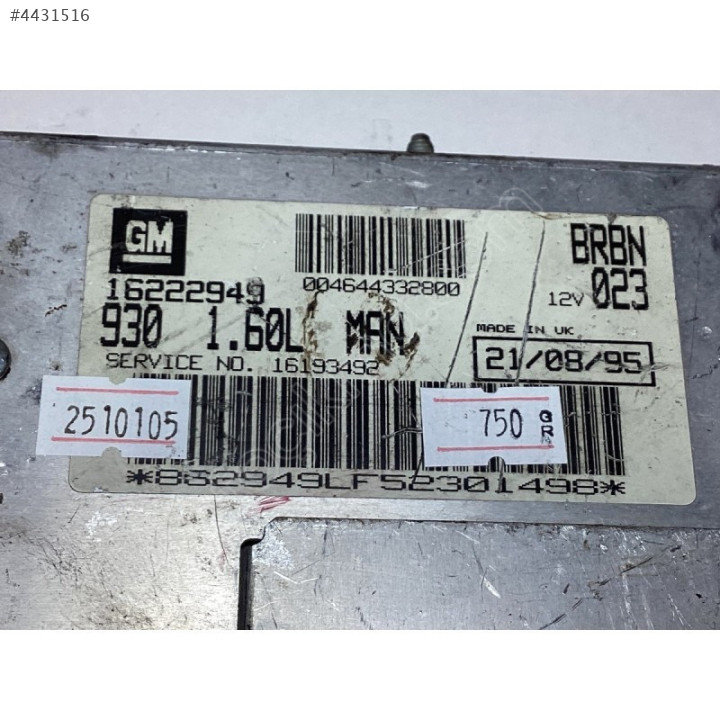 #4431516
GM
004644332800
BRBN
16222949
12V 023
930 1.60L MAN
MADE IN UK
SERVICE NO. 16193492
21/08/95
2510105
750 GR
*862949LF52301498*